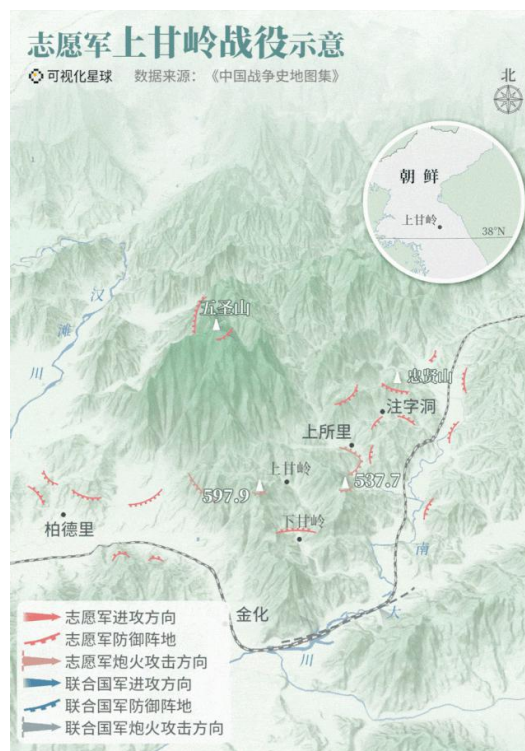 志愿军上甘岭战役示意
可视化星球 数据来源：《中国战争史地图集》
北
朝鲜
上甘岭
38°N
汉滩川
五圣山
忠贤山
注字洞
上所里
上甘岭
537.7
597.9
柏德里
下甘岭
南大川
金化
志愿军进攻方向
志愿军防御阵地
志愿军炮火攻击方向
联合国军进攻方向
联合国军防御阵地
联合国军炮火攻击方向